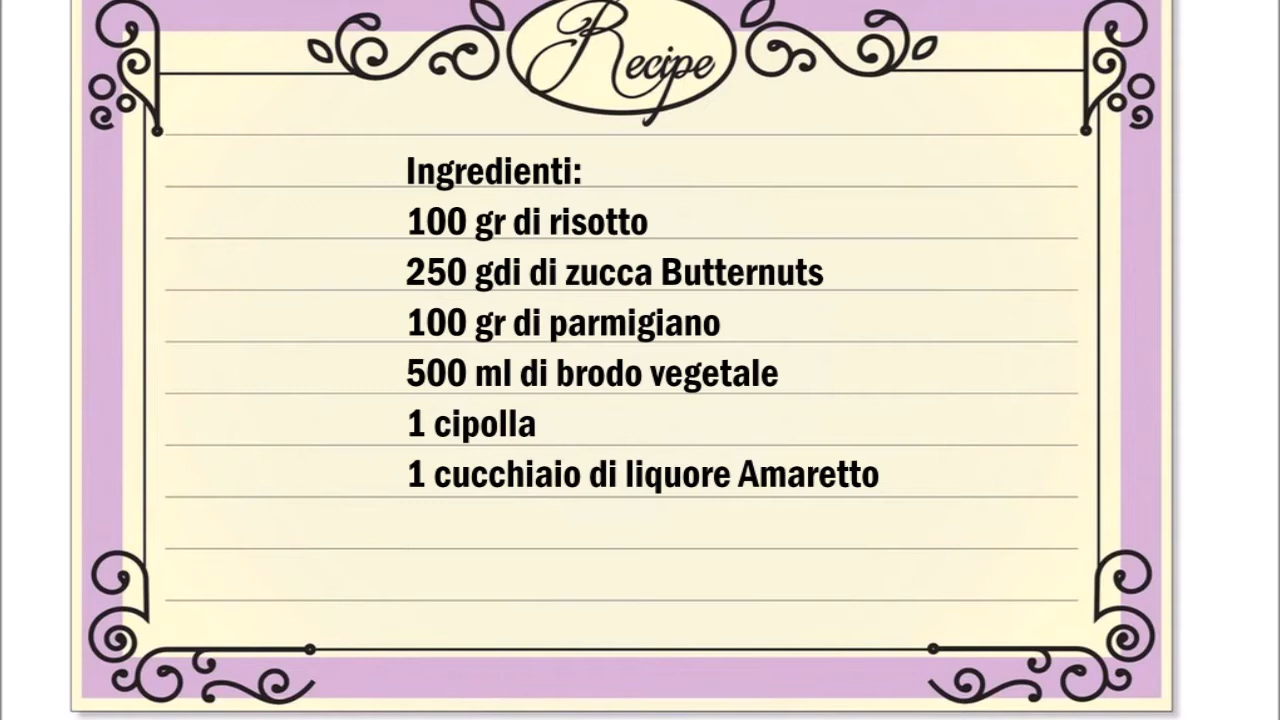 Recipe
Ingredienti:
100 gr di risotto
250 gdi di zucca Butternuts
100 gr di parmigiano
500 ml di brodo vegetale
1 cipolla
1 cucchiaio di liquore Amaretto